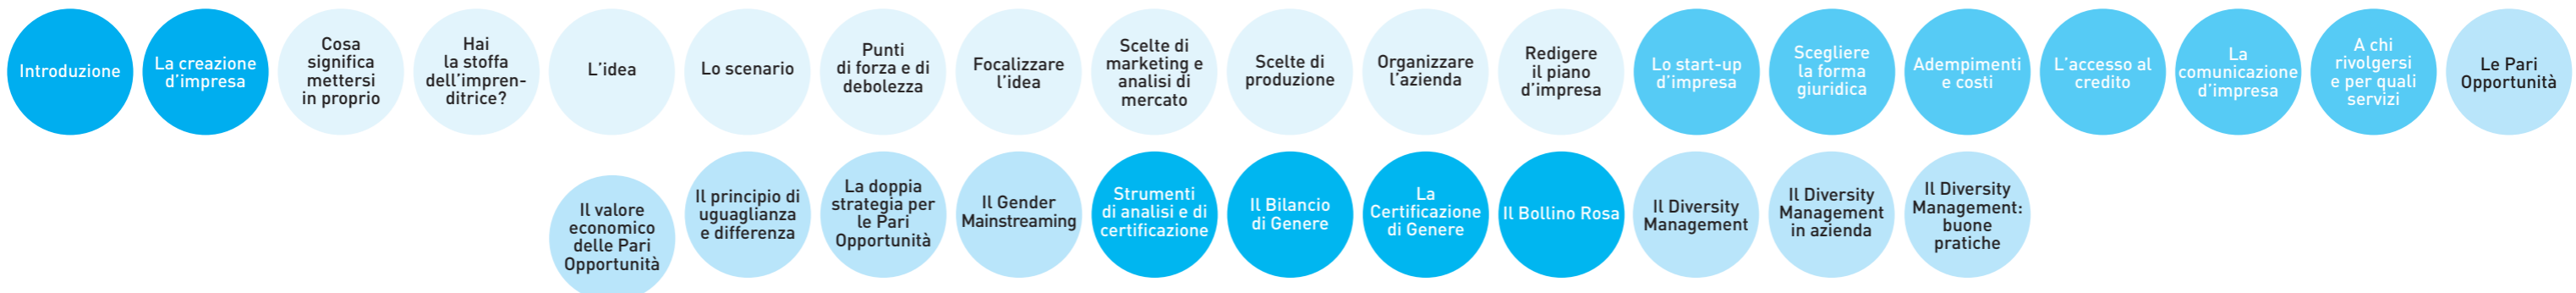 Introduzione
La creazione
d’impresa
Cosa
significa
mettersi
in proprio
Hai
la stoffa
dell’impren-
ditrice?
L’idea
Lo scenario
Punti
di forza e di
debolezza
Focalizzare
l’idea
Scelte di
marketing e
analisi di
mercato
Scelte di
produzione
Organizzare
l’azienda
Redigere
il piano
d’impresa
Lo start-up
d’impresa
Scegliere
la forma
giuridica
Adempimenti
e costi
L’accesso al
credito
La
comunicazione
d’impresa
A chi
rivolgersi
e per quali
servizi
Le Pari
Opportunità
Il valore
economico
delle Pari
Opportunità
Il principio di
uguaglianza
e differenza
La doppia
strategia per
le Pari
Opportunità
Il Gender
Mainstreaming
Strumenti
di analisi e di
certificazione
Il Bilancio
di Genere
La
Certificazione
di Genere
Il Bollino Rosa
Il Diversity
Management
Il Diversity
Management
in azienda
Il Diversity
Management:
buone
pratiche